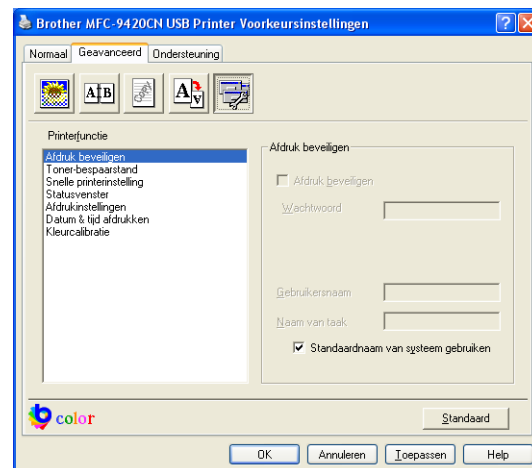 Brother MFC-9420CN USB Printer Voorkeursinstellingen
Normaal Geavanceerd Ondersteuning
A B
A A
Printerfunctie
Afdruk beveiligen
Toner-bespaarstand
Snelle printerinstelling
Statusvenster
Afdrukinstellingen
Datum & tijd afdrukken
Kleurcalibratie
Afdruk beveiligen
Afdruk beveiligen
Wachtwoord
Gebruikersnaam
Naam van taak
Standaardnaam van systeem gebruiken
color
Standaard
OK Annuleren Toepassen Help